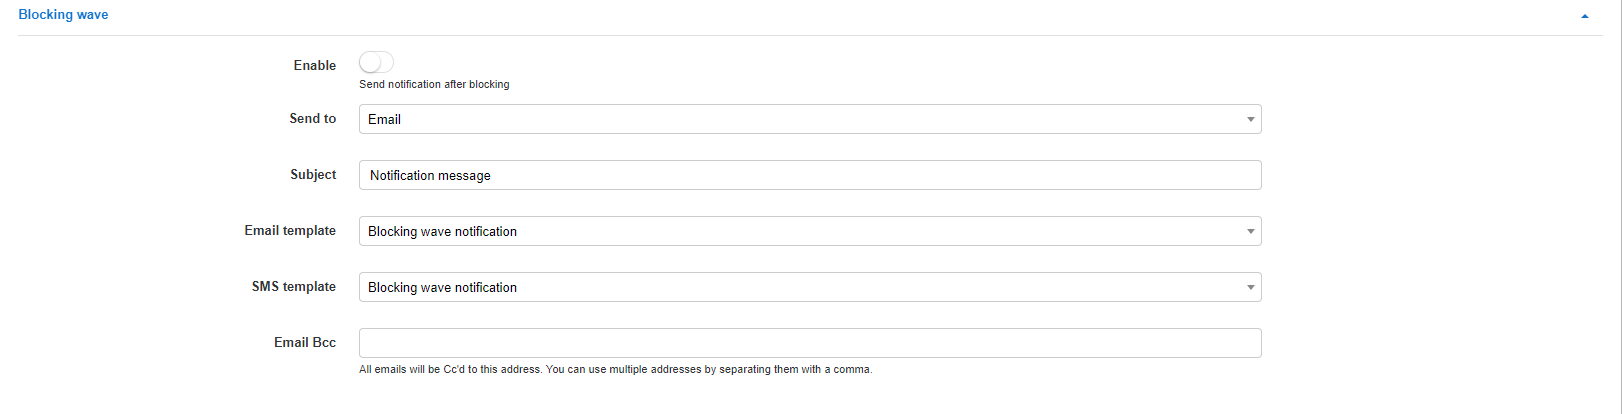 Blocking wave
Enable
Send notification after blocking
Send to
Email
Subject
Notification message
Email template
Blocking wave notification
SMS template
Blocking wave notification
Email Bcc
All emails will be Cc'd to this address. You can use multiple addresses by separating them with a comma.